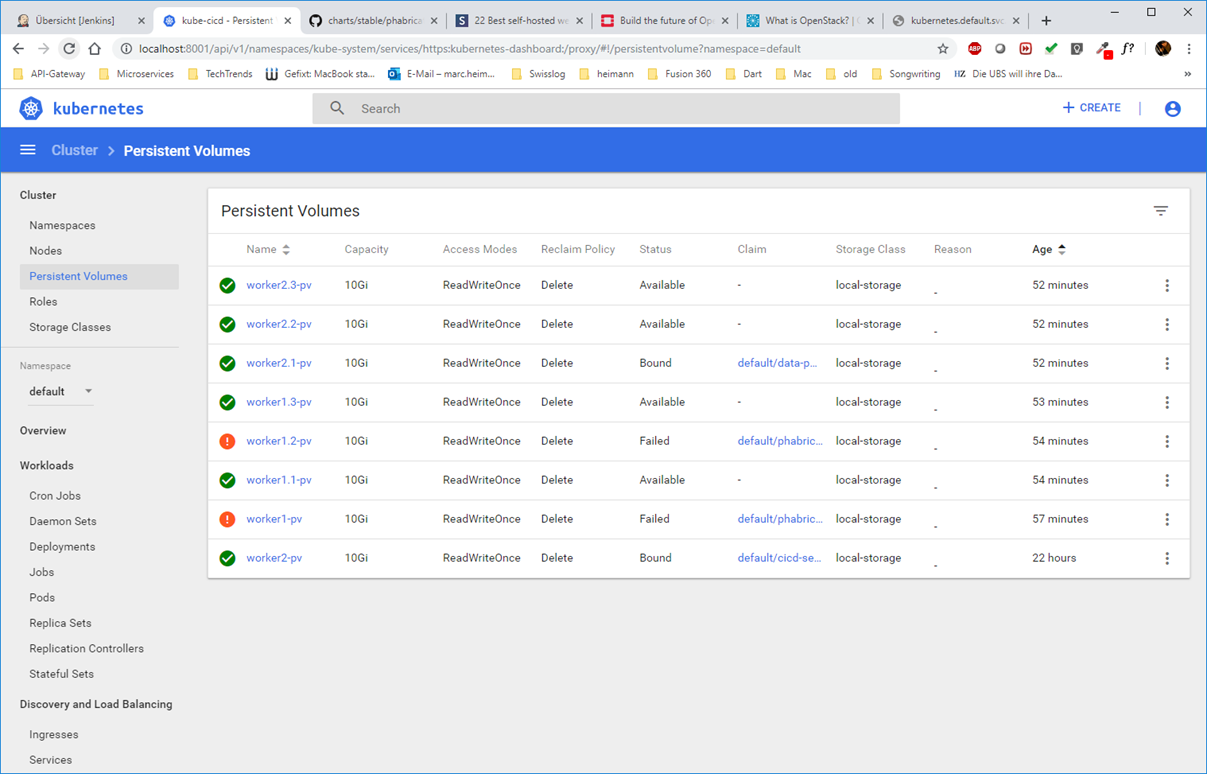 Übersicht [Jenkins]
kube-cicd - Persistent
charts/stable/phabrica
22 Best self-hosted we
Build the future of Op
What is OpenStack? |
kubernetes.default.svc.
localhost:8001/api/v1/namespaces/kube-system/services/https:kubernetes-dashboard:/proxy/#!/persistentvolume?namespace=default
ABP
f?
API-Gateway
Microservices
TechTrends
Gefixt: MacBook sta...
E-Mail – marc.heim...
Swisslog
heimann
Fusion 360
Dart
Mac
old
Songwriting
HZ Die UBS will ihre Da...
»
kubernetes
Search
+ CREATE
Cluster > Persistent Volumes
Cluster
Namespaces
Nodes
Persistent Volumes
Roles
Storage Classes
Namespace
default
Overview
Workloads
Cron Jobs
Daemon Sets
Deployments
Jobs
Pods
Replica Sets
Replication Controllers
Stateful Sets
Discovery and Load Balancing
Ingresses
Services
Persistent Volumes
Name Capacity Access Modes Reclaim Policy Status Claim Storage Class Reason Age
worker2.3-pv 10Gi ReadWriteOnce Delete Available - local-storage - 52 minutes
worker2.2-pv 10Gi ReadWriteOnce Delete Available - local-storage - 52 minutes
worker2.1-pv 10Gi ReadWriteOnce Delete Bound default/data-p... local-storage - 52 minutes
worker1.3-pv 10Gi ReadWriteOnce Delete Available - local-storage - 53 minutes
worker1.2-pv 10Gi ReadWriteOnce Delete Failed default/phabric... local-storage - 54 minutes
worker1.1-pv 10Gi ReadWriteOnce Delete Available - local-storage - 54 minutes
worker1-pv 10Gi ReadWriteOnce Delete Failed default/phabric... local-storage - 57 minutes
worker2-pv 10Gi ReadWriteOnce Delete Bound default/cicd-se... local-storage - 22 hours